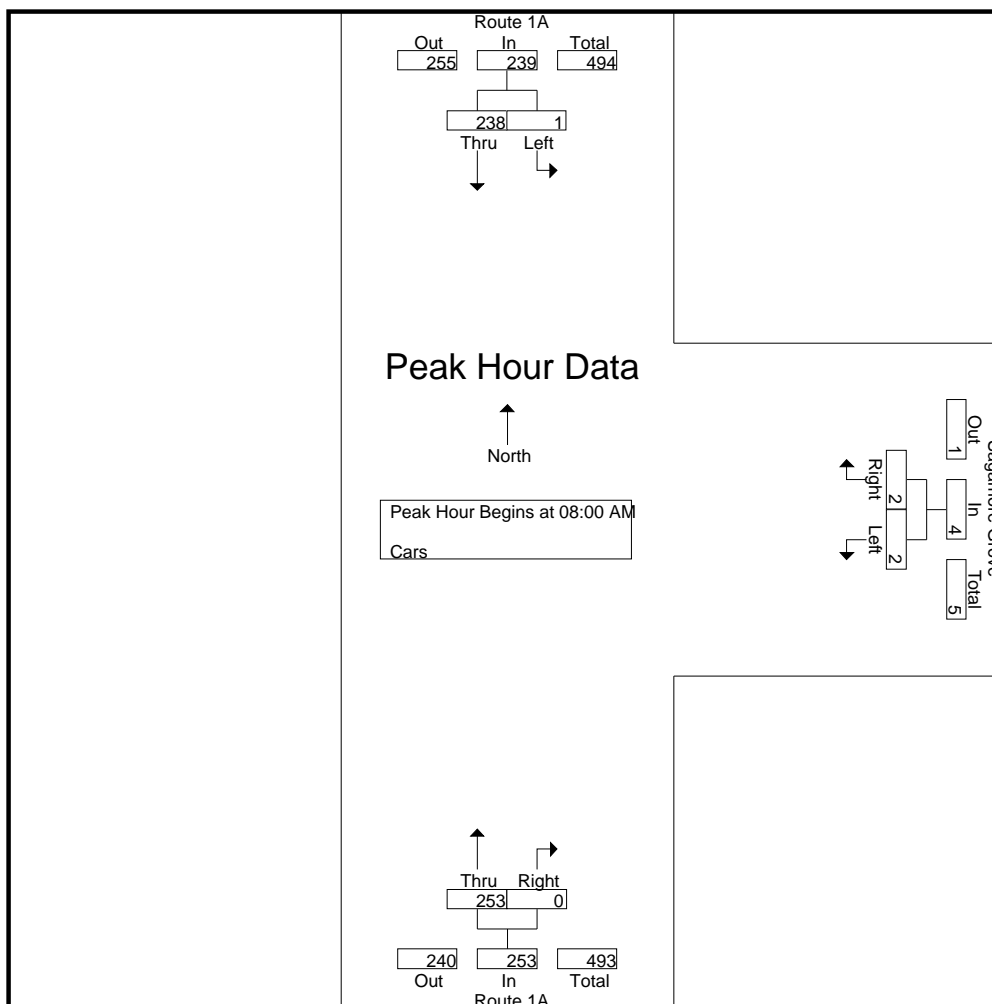 Route 1A
Out In Total
255 239 494
238 1
Thru Left
Peak Hour Data
North
Peak Hour Begins at 08:00 AM
Cars
Out In Total
1 4 5
Right Left
2 2
Thru Right
253 0
240 253 493
Out In Total
Route 1A